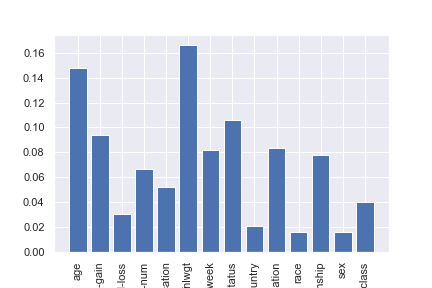 0.16
0.14
0.12
0.10
0.08
0.06
0.04
0.02
0.00
age
-gain
l-loss
-num
ation
nlwgt
week
tatus
untry
ation
race
nship
sex
class